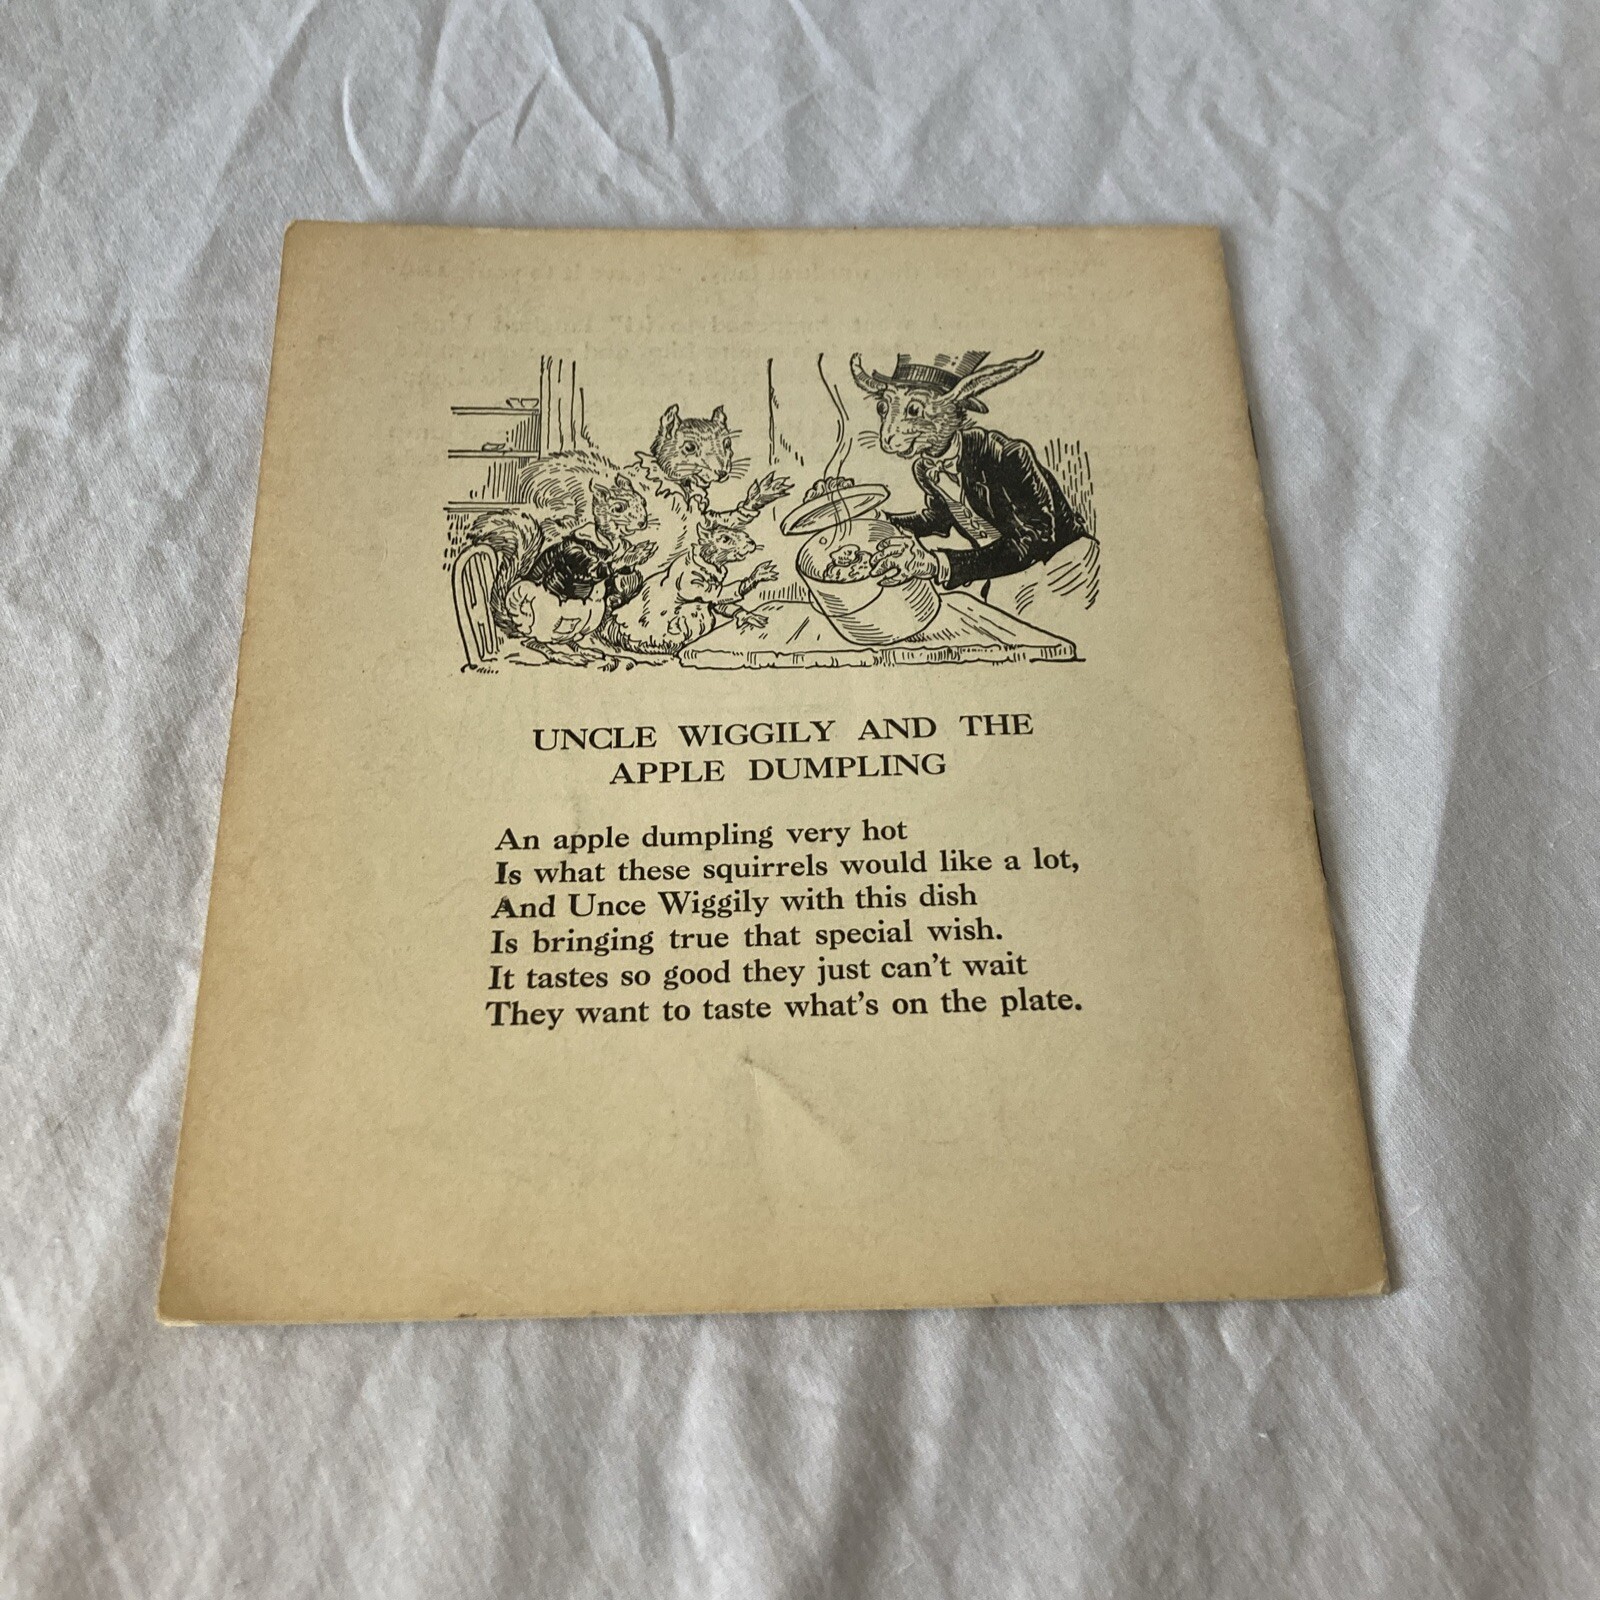 UNCLE WIGGILY AND THE
APPLE DUMPLING
An apple dumpling very hot
Is what these squirrels would like a lot,
And Unce Wiggily with this dish
Is bringing true that special wish.
It tastes so good they just can't wait
They want to taste what's on the plate.